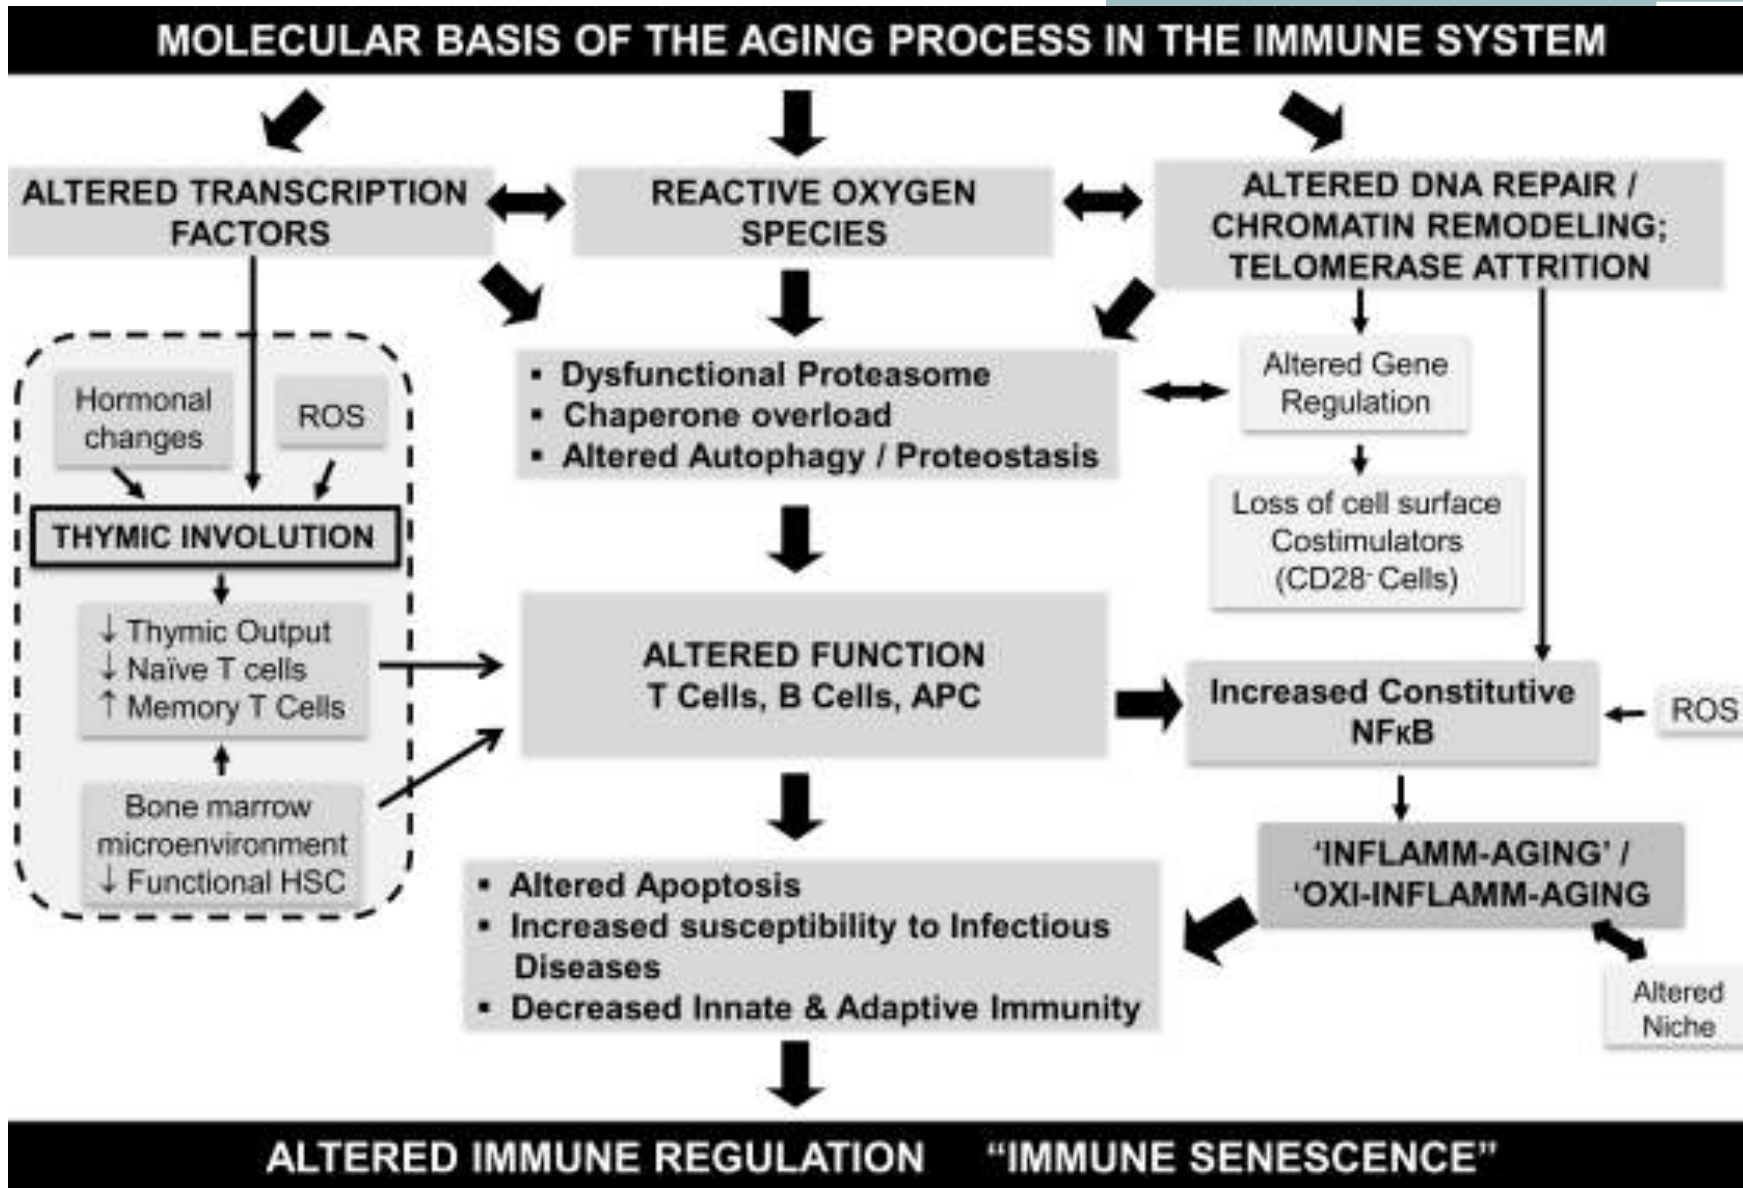 MOLECULAR BASIS OF THE AGING PROCESS IN THE IMMUNE SYSTEM
ALTERED TRANSCRIPTION
FACTORS
REACTIVE OXYGEN
SPECIES
ALTERED DNA REPAIR /
CHROMATIN REMODELING;
TELOMERASE ATTRITION
Hormonal
changes
ROS
THYMIC INVOLUTION
↓ Thymic Output
↓ Naïve T cells
↑ Memory T Cells
Bone marrow
microenvironment
↓ Functional HSC
▪ Dysfunctional Proteasome
▪ Chaperone overload
▪ Altered Autophagy / Proteostasis
Altered Gene
Regulation
Loss of cell surface
Costimulators
(CD28⁻ Cells)
ALTERED FUNCTION
T Cells, B Cells, APC
Increased Constitutive
NFκB
ROS
‘INFLAMM-AGING’ /
‘OXI-INFLAMM-AGING
Altered
Niche
▪ Altered Apoptosis
▪ Increased susceptibility to Infectious
Diseases
▪ Decreased Innate & Adaptive Immunity
ALTERED IMMUNE REGULATION “IMMUNE SENESCENCE”